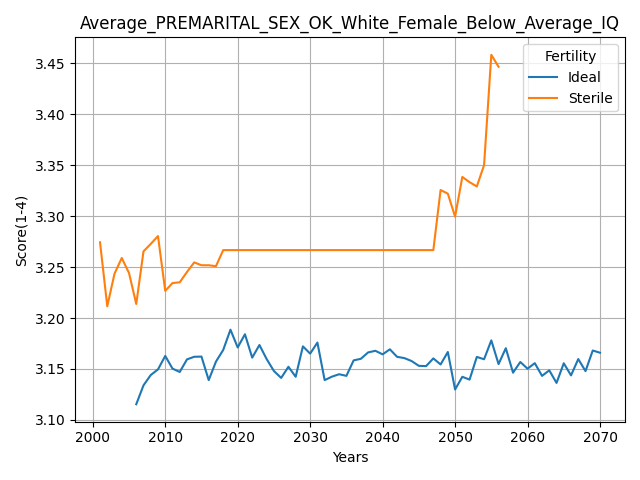 Average_PREMARITAL_SEX_OK_White_Female_Below_Average_IQ
Fertility
Ideal
Sterile
Score(1-4)
3.45
3.40
3.35
3.30
3.25
3.20
3.15
3.10
2000 2010 2020 2030 2040 2050 2060 2070
Years